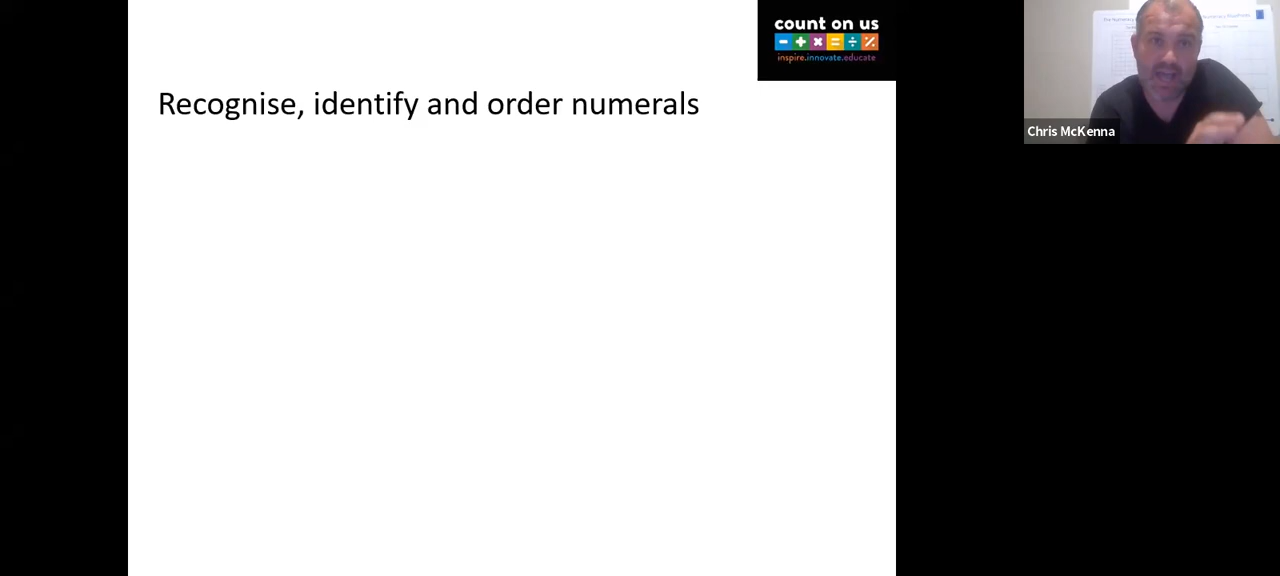 count on us
- + × = ÷ ٪
inspire.innovate.educate
Recognise, identify and order numerals
Chris McKenna